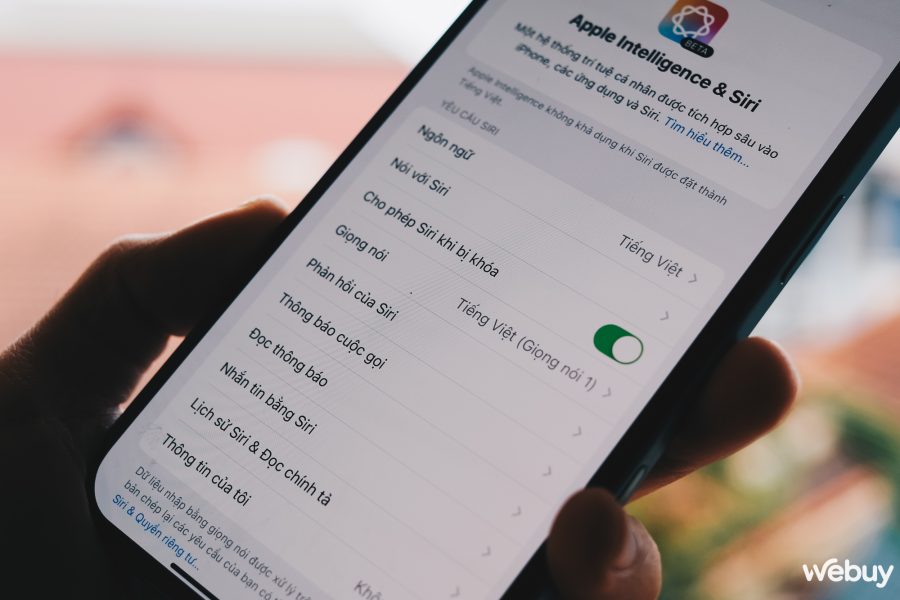 BETA
Apple Intelligence & Siri
Một hệ thống trí tuệ cá nhân được tích hợp sâu vào
iPhone, các ứng dụng và Siri. Tìm hiểu thêm...
Apple Intelligence không khả dụng khi Siri được đặt thành
Tiếng Việt.
YÊU CẦU SIRI
Ngôn ngữ Tiếng Việt
Nói với Siri
Cho phép Siri khi bị khóa
Giọng nói Tiếng Việt (Giọng nói 1)
Phản hồi của Siri
Thông báo cuộc gọi
Đọc thông báo
Nhắn tin bằng Siri
Lịch sử Siri & Đọc chính tả
Thông tin của tôi
Dữ liệu nhập bằng giọng nói được xử lý
bản chép lại các yêu cầu của bạn có
Siri & Quyền riêng tư...
webuy